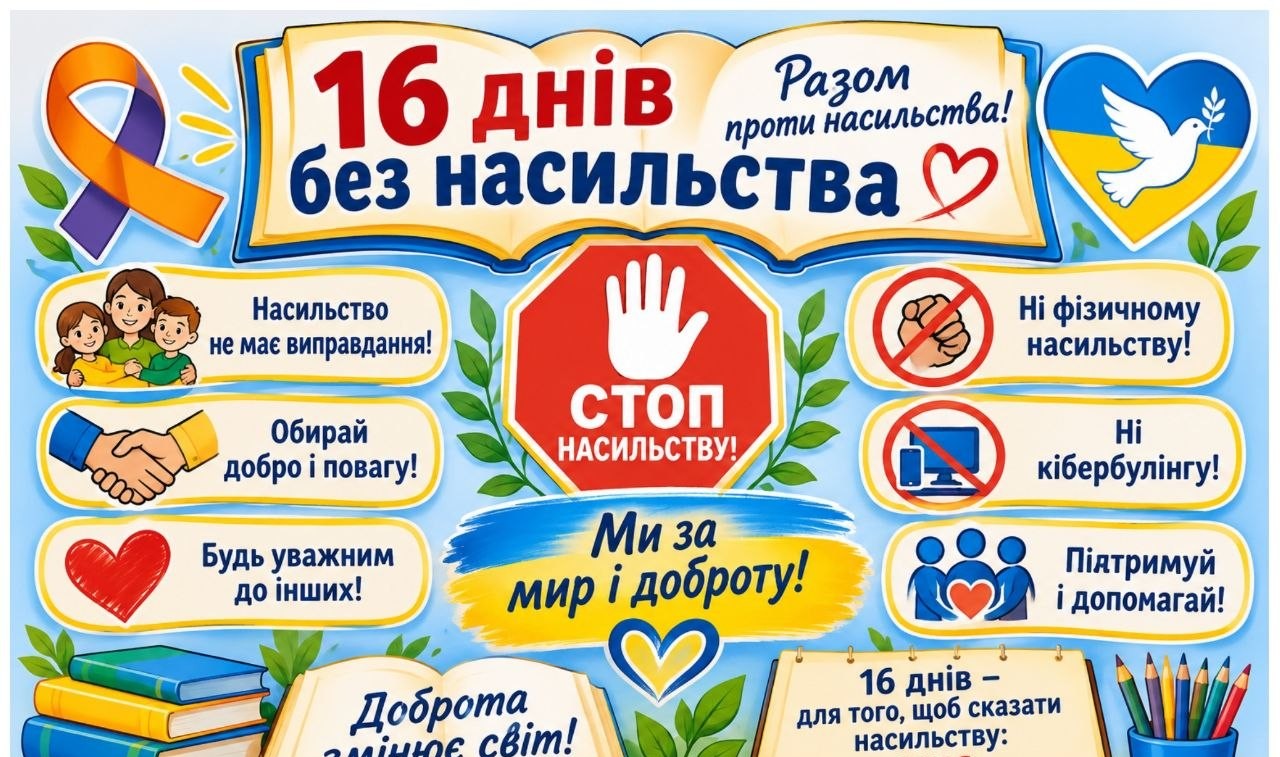 16 днів
без насильства
Разом
проти насильства!
Насильство
не має виправдання!
Обирай
добро і повагу!
Будь уважним
до інших!
СТОП
НАСИЛЬСТВУ!
Ми за
мир і доброту!
Ні фізичному
насильству!
Ні
кібербулінгу!
Підтримуй
і допомагай!
Доброта
змінює світ!
16 днів –
для того, щоб сказати
насильству: